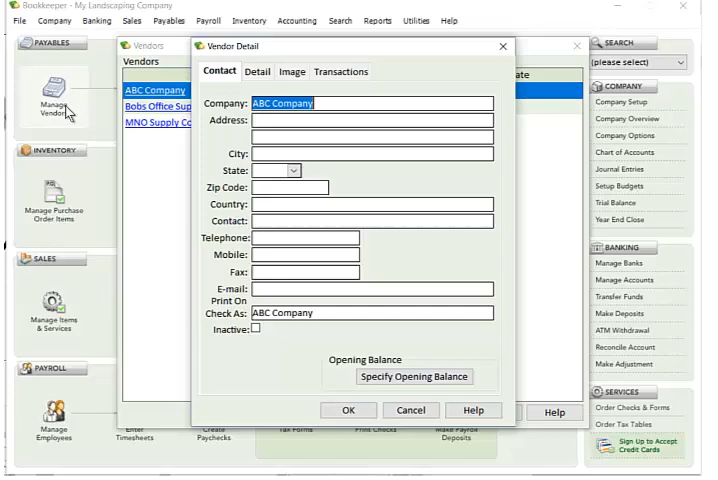 Bookkeeper - My Landscaping Company
File Company Banking Sales Payables Payroll Inventory Accounting Search Reports Utilities Help
PAYABLES
Manage
Vendors
INVENTORY
Manage Purchase
Order Items
SALES
Manage Items
& Services
PAYROLL
Manage
Employees
Enter
Timesheets
Create
Paychecks
Tax Forms
Print Checks
Make Payroll
Deposits
Vendors
Vendors
ABC Company
Bobs Office Sup
MNO Supply Co
ate
Help
Vendor Detail
Contact Detail Image Transactions
Company: ABC Company
Address:
City:
State:
Zip Code:
Country:
Contact:
Telephone:
Mobile:
Fax:
E-mail:
Print On
Check As: ABC Company
Inactive:
Opening Balance
Specify Opening Balance
OK Cancel Help
SEARCH
(please select)
COMPANY
Company Setup
Company Overview
Company Options
Chart of Accounts
Journal Entries
Setup Budgets
Trial Balance
Year End Close
BANKING
Manage Banks
Manage Accounts
Transfer Funds
Make Deposits
ATM Withdrawal
Reconcile Account
Make Adjustment
SERVICES
Order Checks & Forms
Order Tax Tables
Sign Up to Accept
Credit Cards